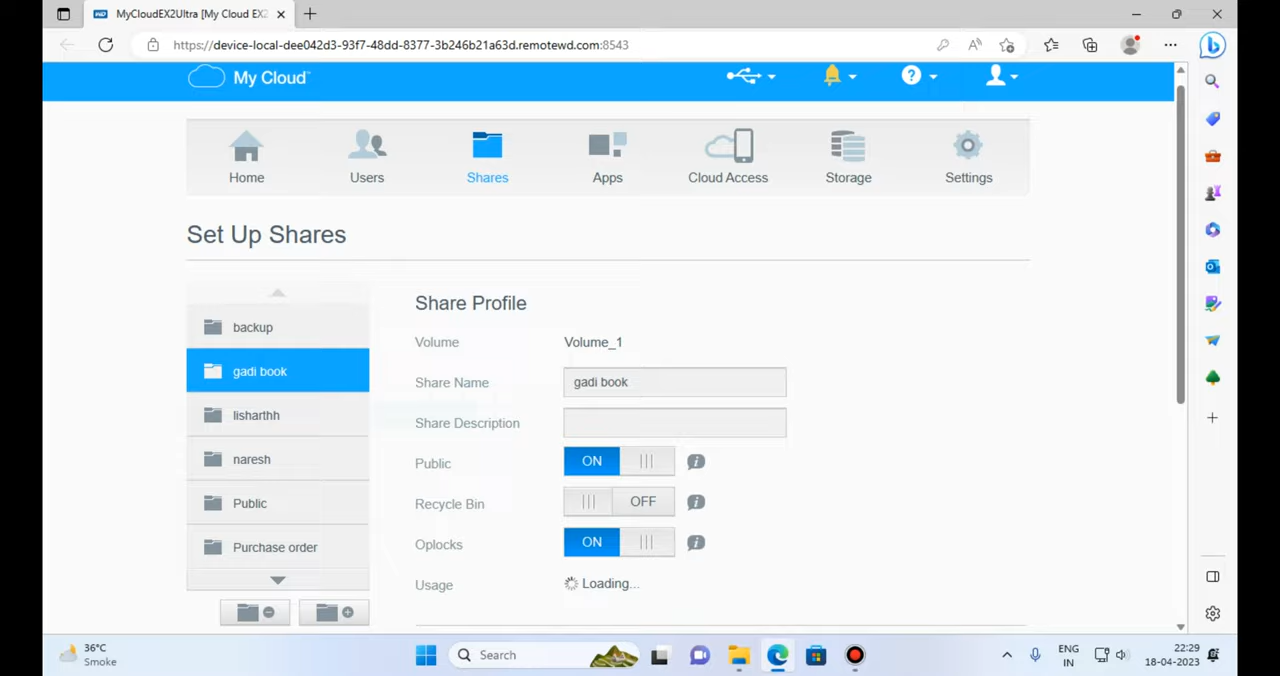 MyCloudEX2Ultra [My Cloud EX2
https://device-local-dee042d3-93f7-48dd-8377-3b246b21a63d.remotewd.com:8543
My Cloud
Home
Users
Shares
Apps
Cloud Access
Storage
Settings
Set Up Shares
backup
gadi book
lisharthh
naresh
Public
Purchase order
Share Profile
Volume
Volume_1
Share Name
gadi book
Share Description
Public
ON
Recycle Bin
OFF
Oplocks
ON
Usage
Loading...
36°C
Smoke
Search
ENG
IN
22:29
18-04-2023